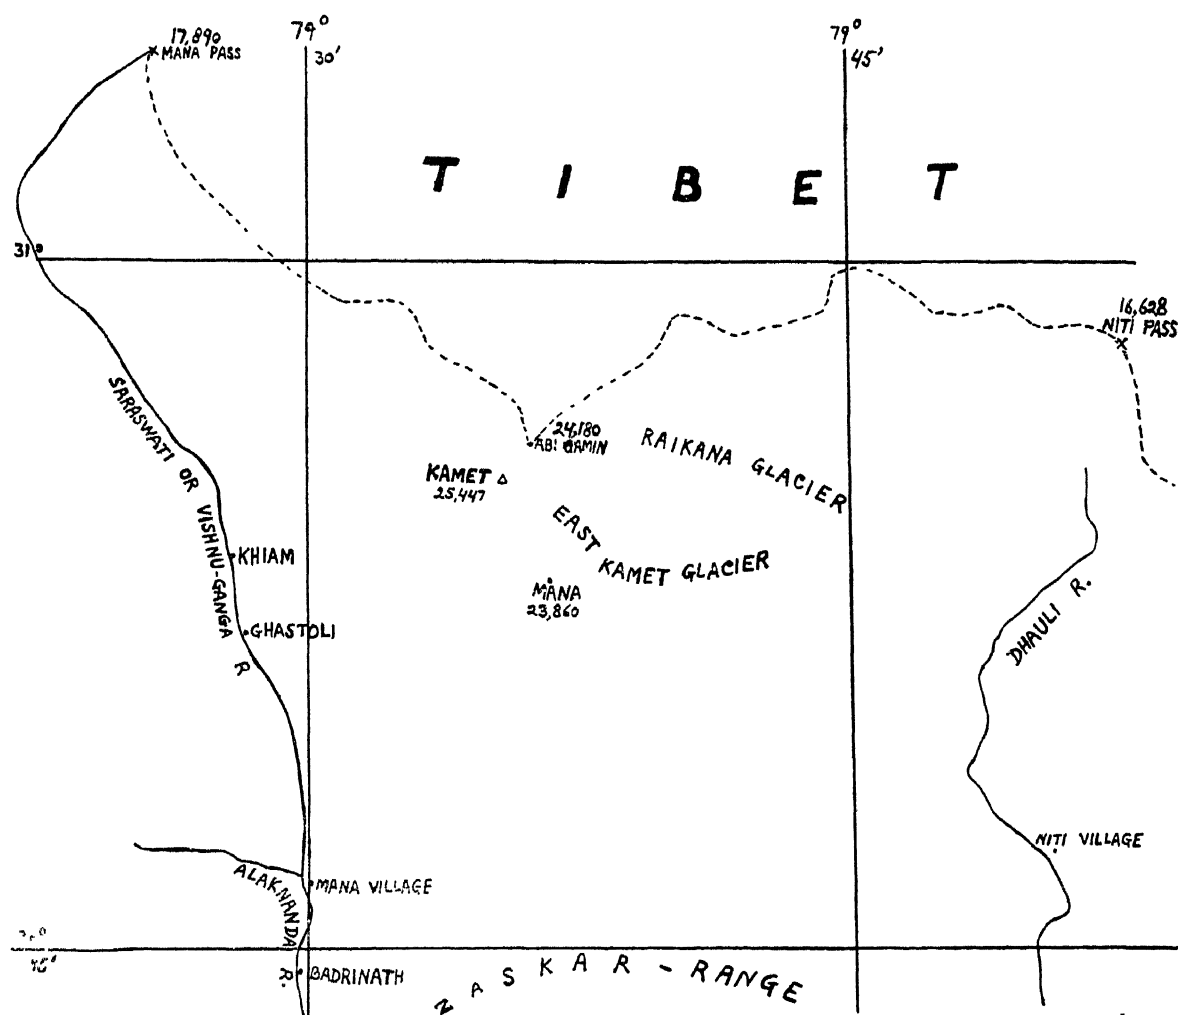 79°
30'
79°
45'
17,890
MANA PASS
TIBET
31°
16,628
NITI PASS
24,180
ABI GAMIN
RAIKANA GLACIER
KAMET
25,447
SARASWATI OR VISHNU-GANGA R
EAST KAMET GLACIER
KHIAM
MANA
23,860
GHASTOLI
DHAULI R.
NITI VILLAGE
ALAKNANDA R.
MANA VILLAGE
45'
BADRINATH
ZASKAR-RANGE